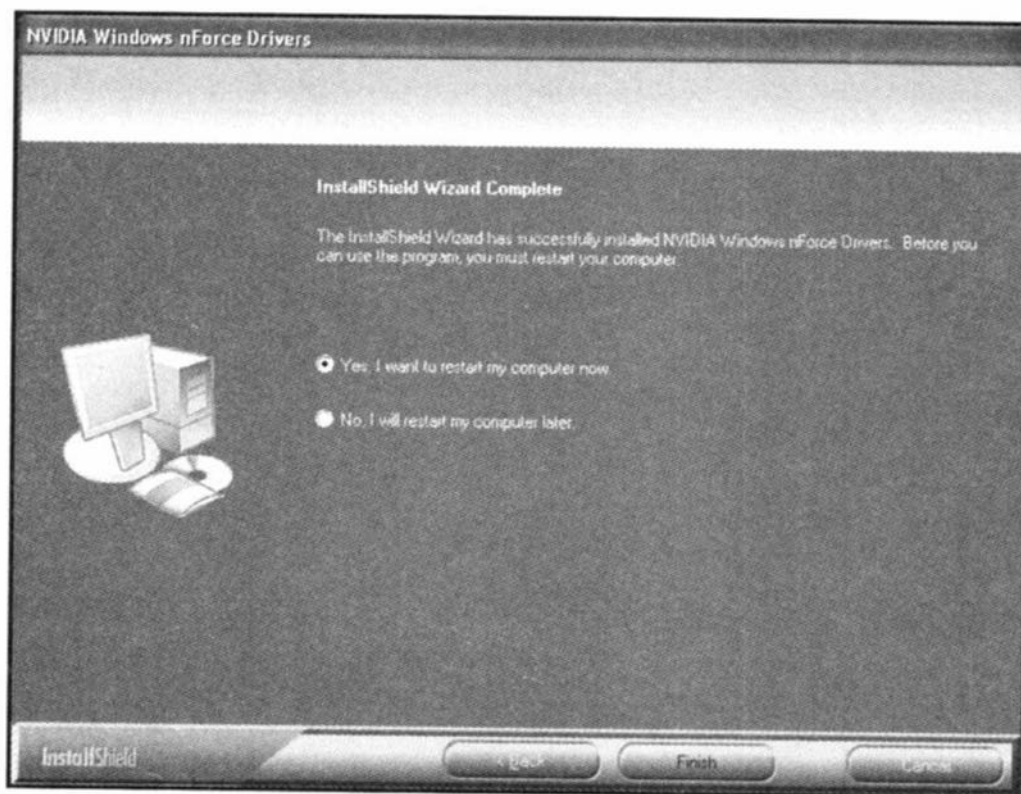 NVIDIA Windows nForce Drivers
InstallShield Wizard Complete
The InstallShield Wizard has successfully installed NVIDIA Windows nForce Drivers. Before you
can use the program, you must restart your computer.
Yes, I want to restart my computer now.
No, I will restart my computer later.
InstallShield
< Back
Finish
Cancel